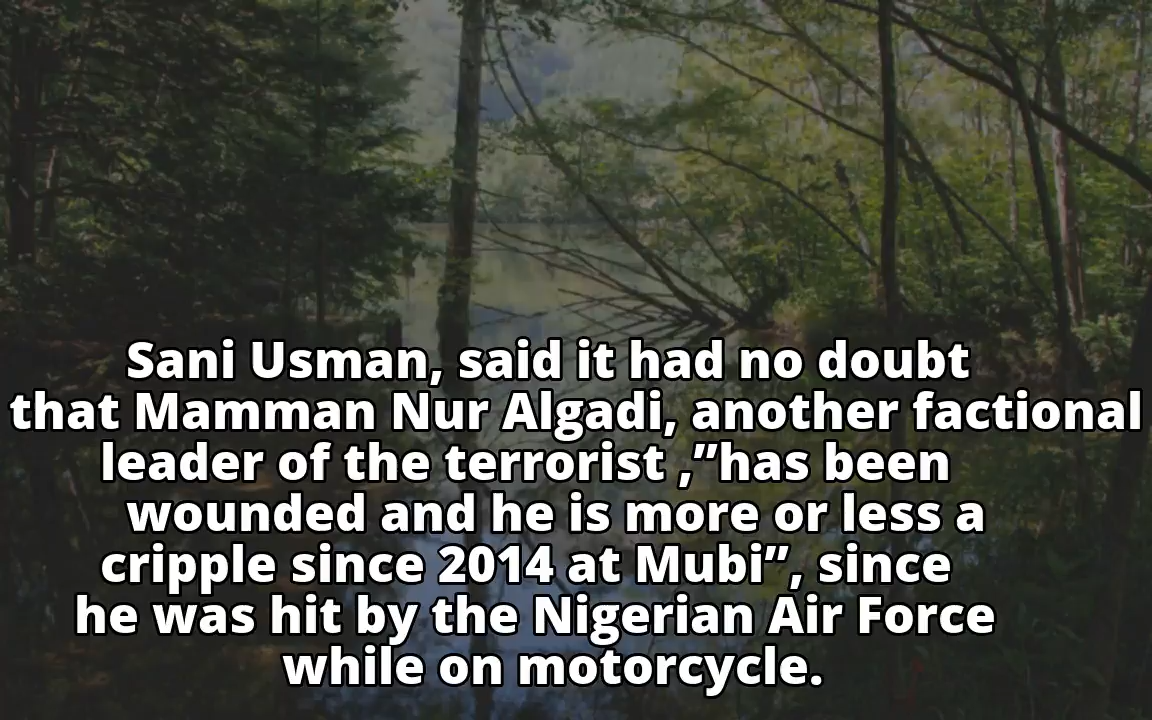 Sani Usman, said it had no doubt
that Mamman Nur Algadi, another factional
leader of the terrorist ,”has been
wounded and he is more or less a
cripple since 2014 at Mubi”, since
he was hit by the Nigerian Air Force
while on motorcycle.